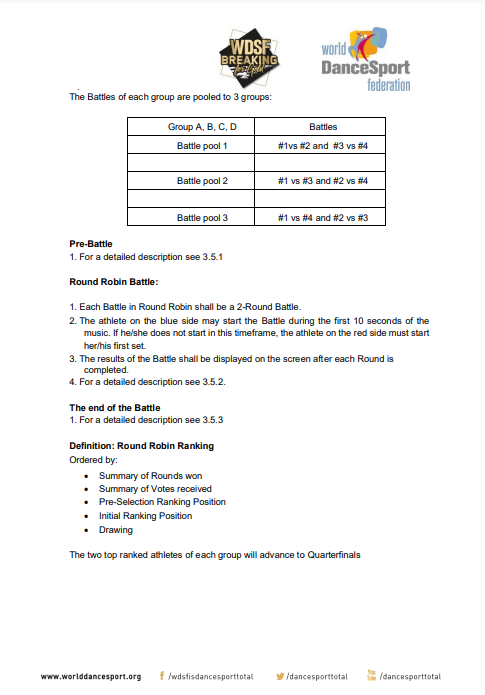 WDSF
BREAKING
for Gold
world
DanceSport
federation
The Battles of each group are pooled to 3 groups:
Group A, B, C, D Battles
Battle pool 1 #1vs #2 and #3 vs #4
Battle pool 2 #1 vs #3 and #2 vs #4
Battle pool 3 #1 vs #4 and #2 vs #3
Pre-Battle
1. For a detailed description see 3.5.1
Round Robin Battle:
1. Each Battle in Round Robin shall be a 2-Round Battle.
2. The athlete on the blue side may start the Battle during the first 10 seconds of the
music. If he/she does not start in this timeframe, the athlete on the red side must start
her/his first set.
3. The results of the Battle shall be displayed on the screen after each Round is
completed.
4. For a detailed description see 3.5.2.
The end of the Battle
1. For a detailed description see 3.5.3
Definition: Round Robin Ranking
Ordered by:
• Summary of Rounds won
• Summary of Votes received
• Pre-Selection Ranking Position
• Initial Ranking Position
• Drawing
The two top ranked athletes of each group will advance to Quarterfinals
www.worlddancesport.org /wdsfisdancesporttotal /dancesporttotal You Tube /dancesporttotal